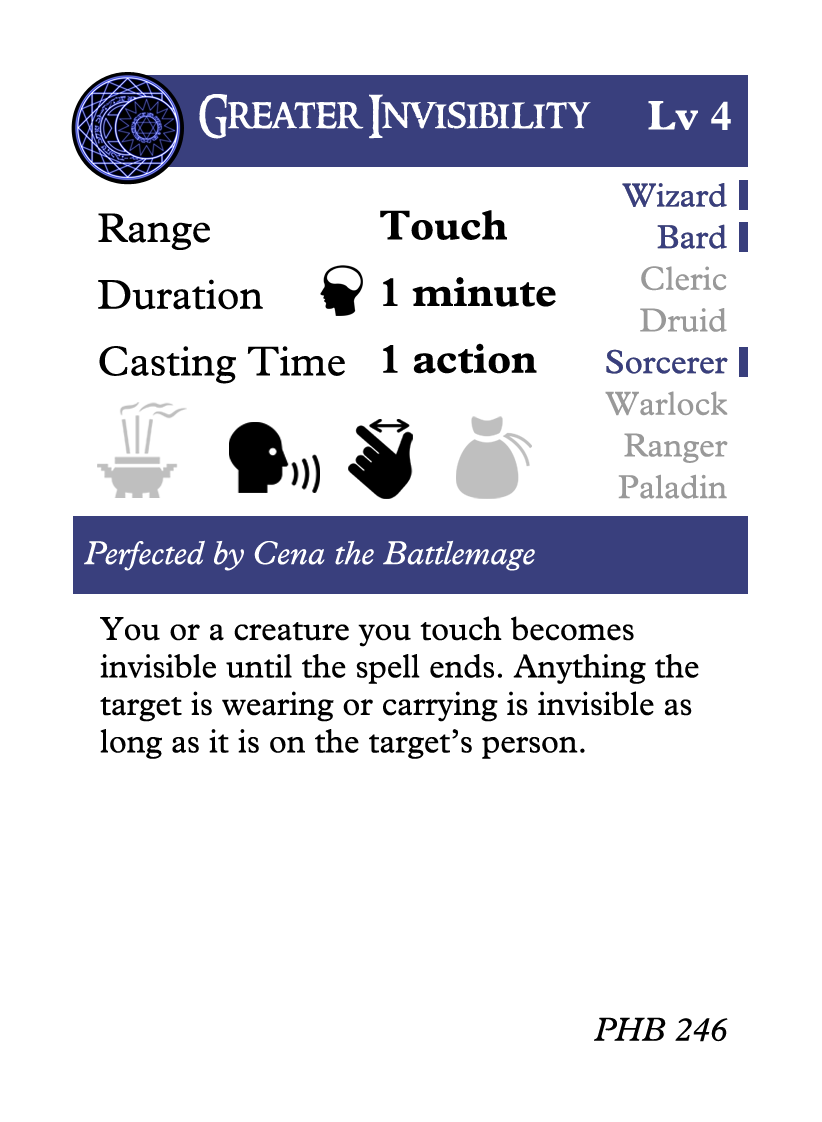 Greater Invisibility Lv 4
Wizard
Range Touch
Bard
Cleric
Duration 1 minute
Druid
Casting Time 1 action
Sorcerer
Warlock
Ranger
Paladin
Perfected by Cena the Battlemage
You or a creature you touch becomes
invisible until the spell ends. Anything the
target is wearing or carrying is invisible as
long as it is on the target’s person.
PHB 246